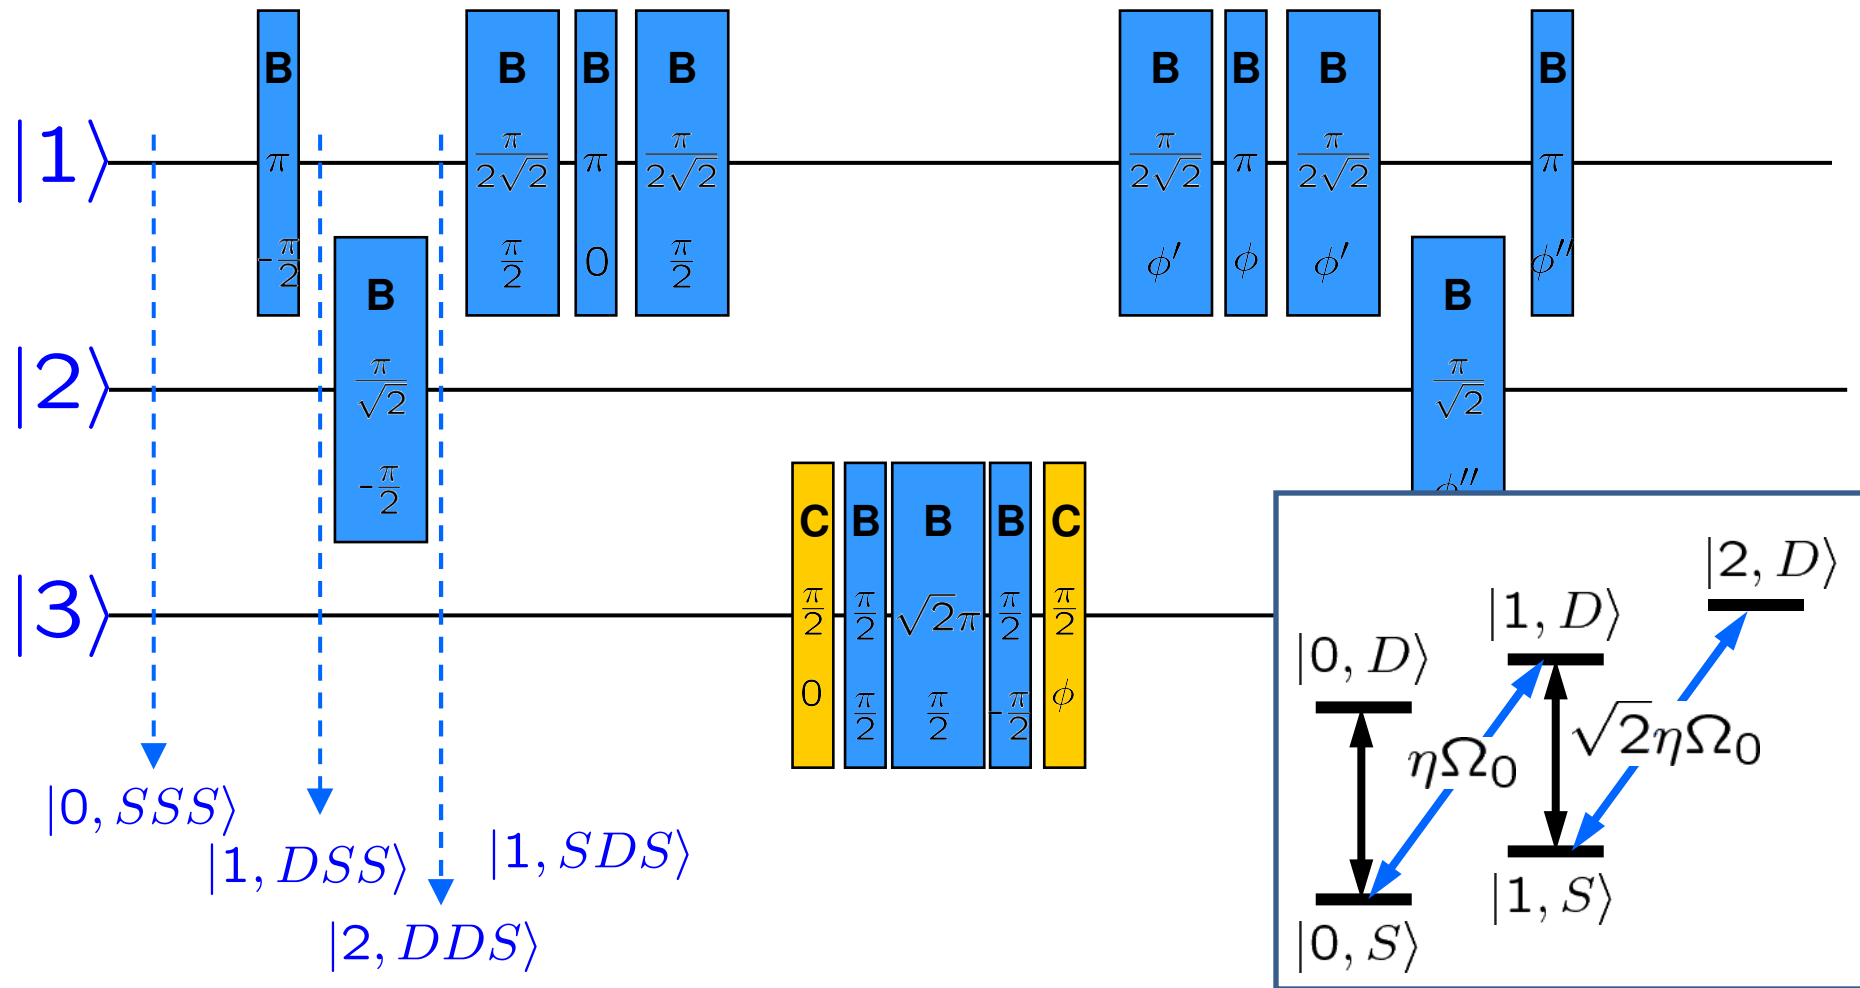 |1⟩
B π -π/2
B π/2√2 π/2
B π 0
B π/2√2 π/2
B π/2√2 ϕ′
B π ϕ
B π/2√2 ϕ′
B π ϕ″
|2⟩
B π/√2 -π/2
B π/√2 ϕ″
|3⟩
C π/2 0
B π/2 π/2
B √2π π/2
B π/2 -π/2
C π/2 ϕ
|0, SSS⟩
|1, DSS⟩
|1, SDS⟩
|2, DDS⟩
|2, D⟩
|1, D⟩
|0, D⟩
ηΩ₀
√2ηΩ₀
|1, S⟩
|0, S⟩